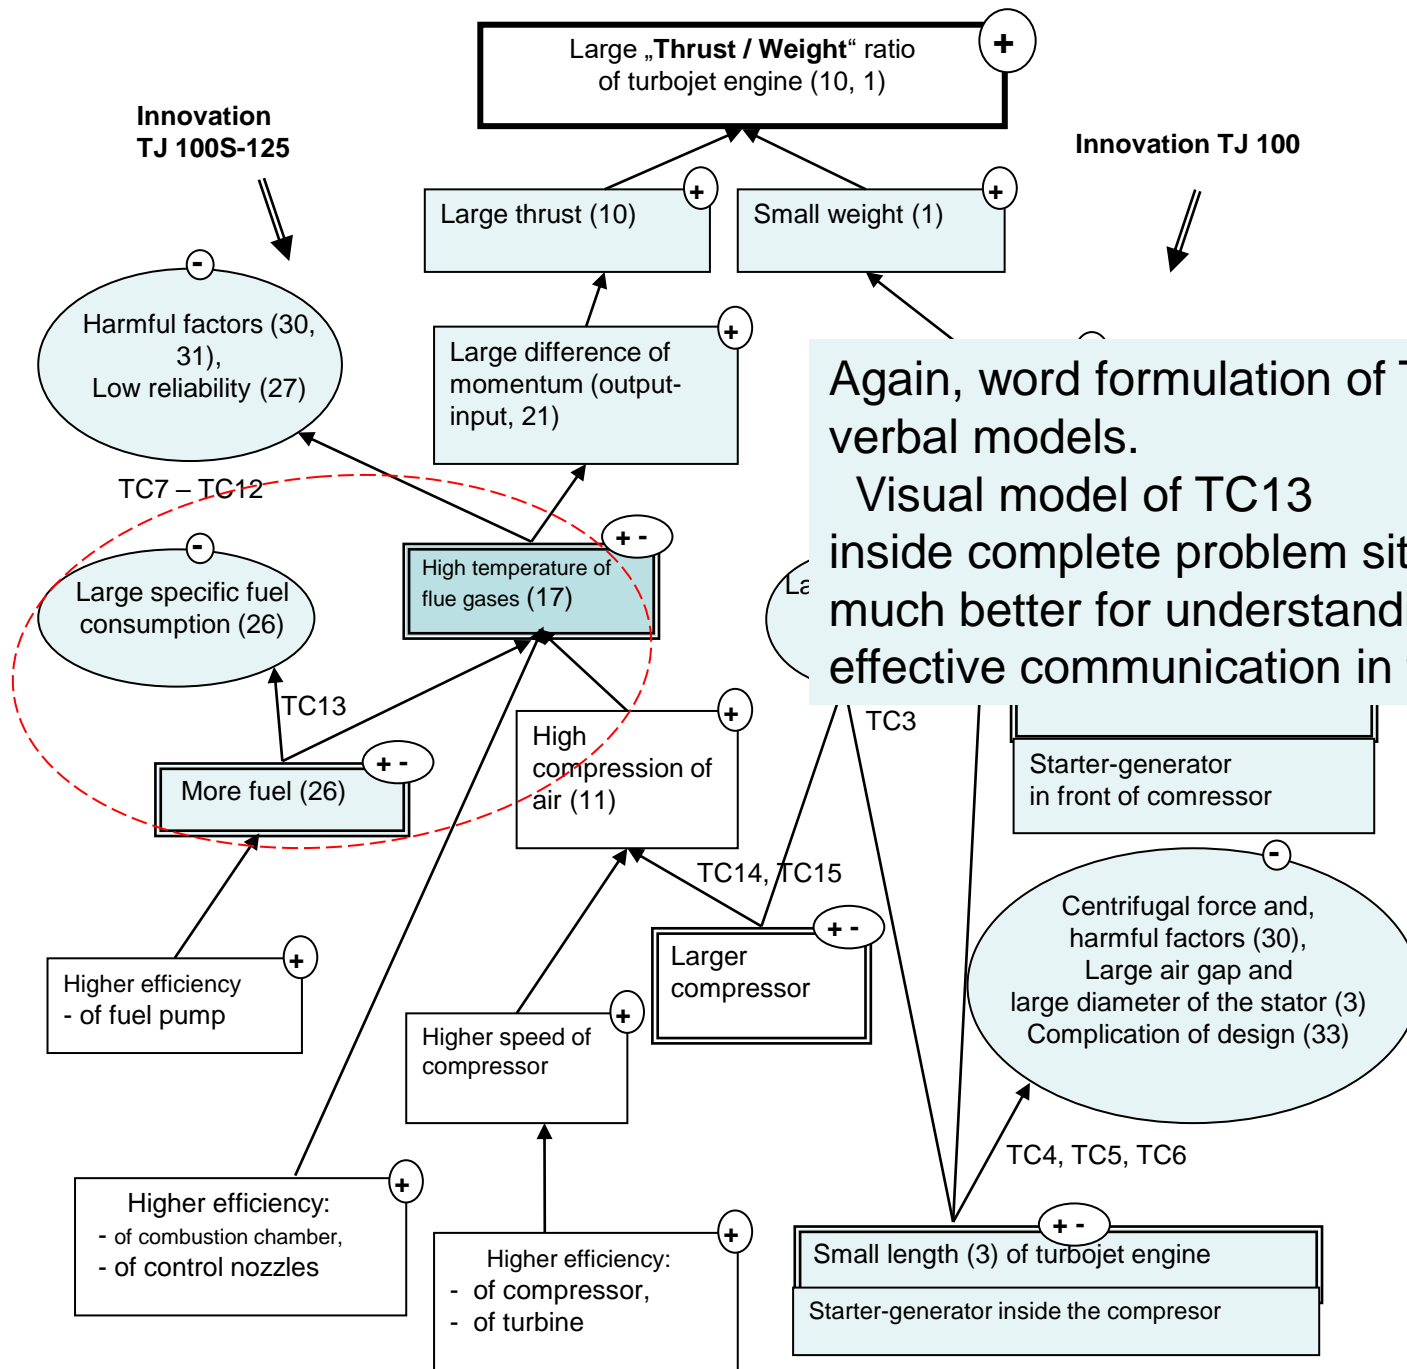 Large „Thrust / Weight“ ratio
of turbojet engine (10, 1)
+
Innovation
TJ 100S-125
Innovation TJ 100
Large thrust (10)
+
Small weight (1)
+
-
Harmful factors (30,
31),
Low reliability (27)
Large difference of
momentum (output-
input, 21)
+
Again, word formulation of
verbal models.
Visual model of TC13
inside complete problem
much better for
effective communication in
TC7 – TC12
-
Large specific fuel
consumption (26)
High temperature of
flue gases (17)
+ -
TC13
TC3
More fuel (26)
+ -
High
compression of
air (11)
+
Starter-generator
in front of comressor
TC14, TC15
-
Centrifugal force and,
harmful factors (30),
Large air gap and
large diameter of the stator (3)
Complication of design (33)
Larger
compressor
+ -
Higher efficiency
- of fuel pump
+
Higher speed of
compressor
+
TC4, TC5, TC6
Higher efficiency:
- of combustion chamber,
- of control nozzles
+
Higher efficiency:
- of compressor,
- of turbine
+
+ -
Small length (3) of turbojet engine
Starter-generator inside the compresor